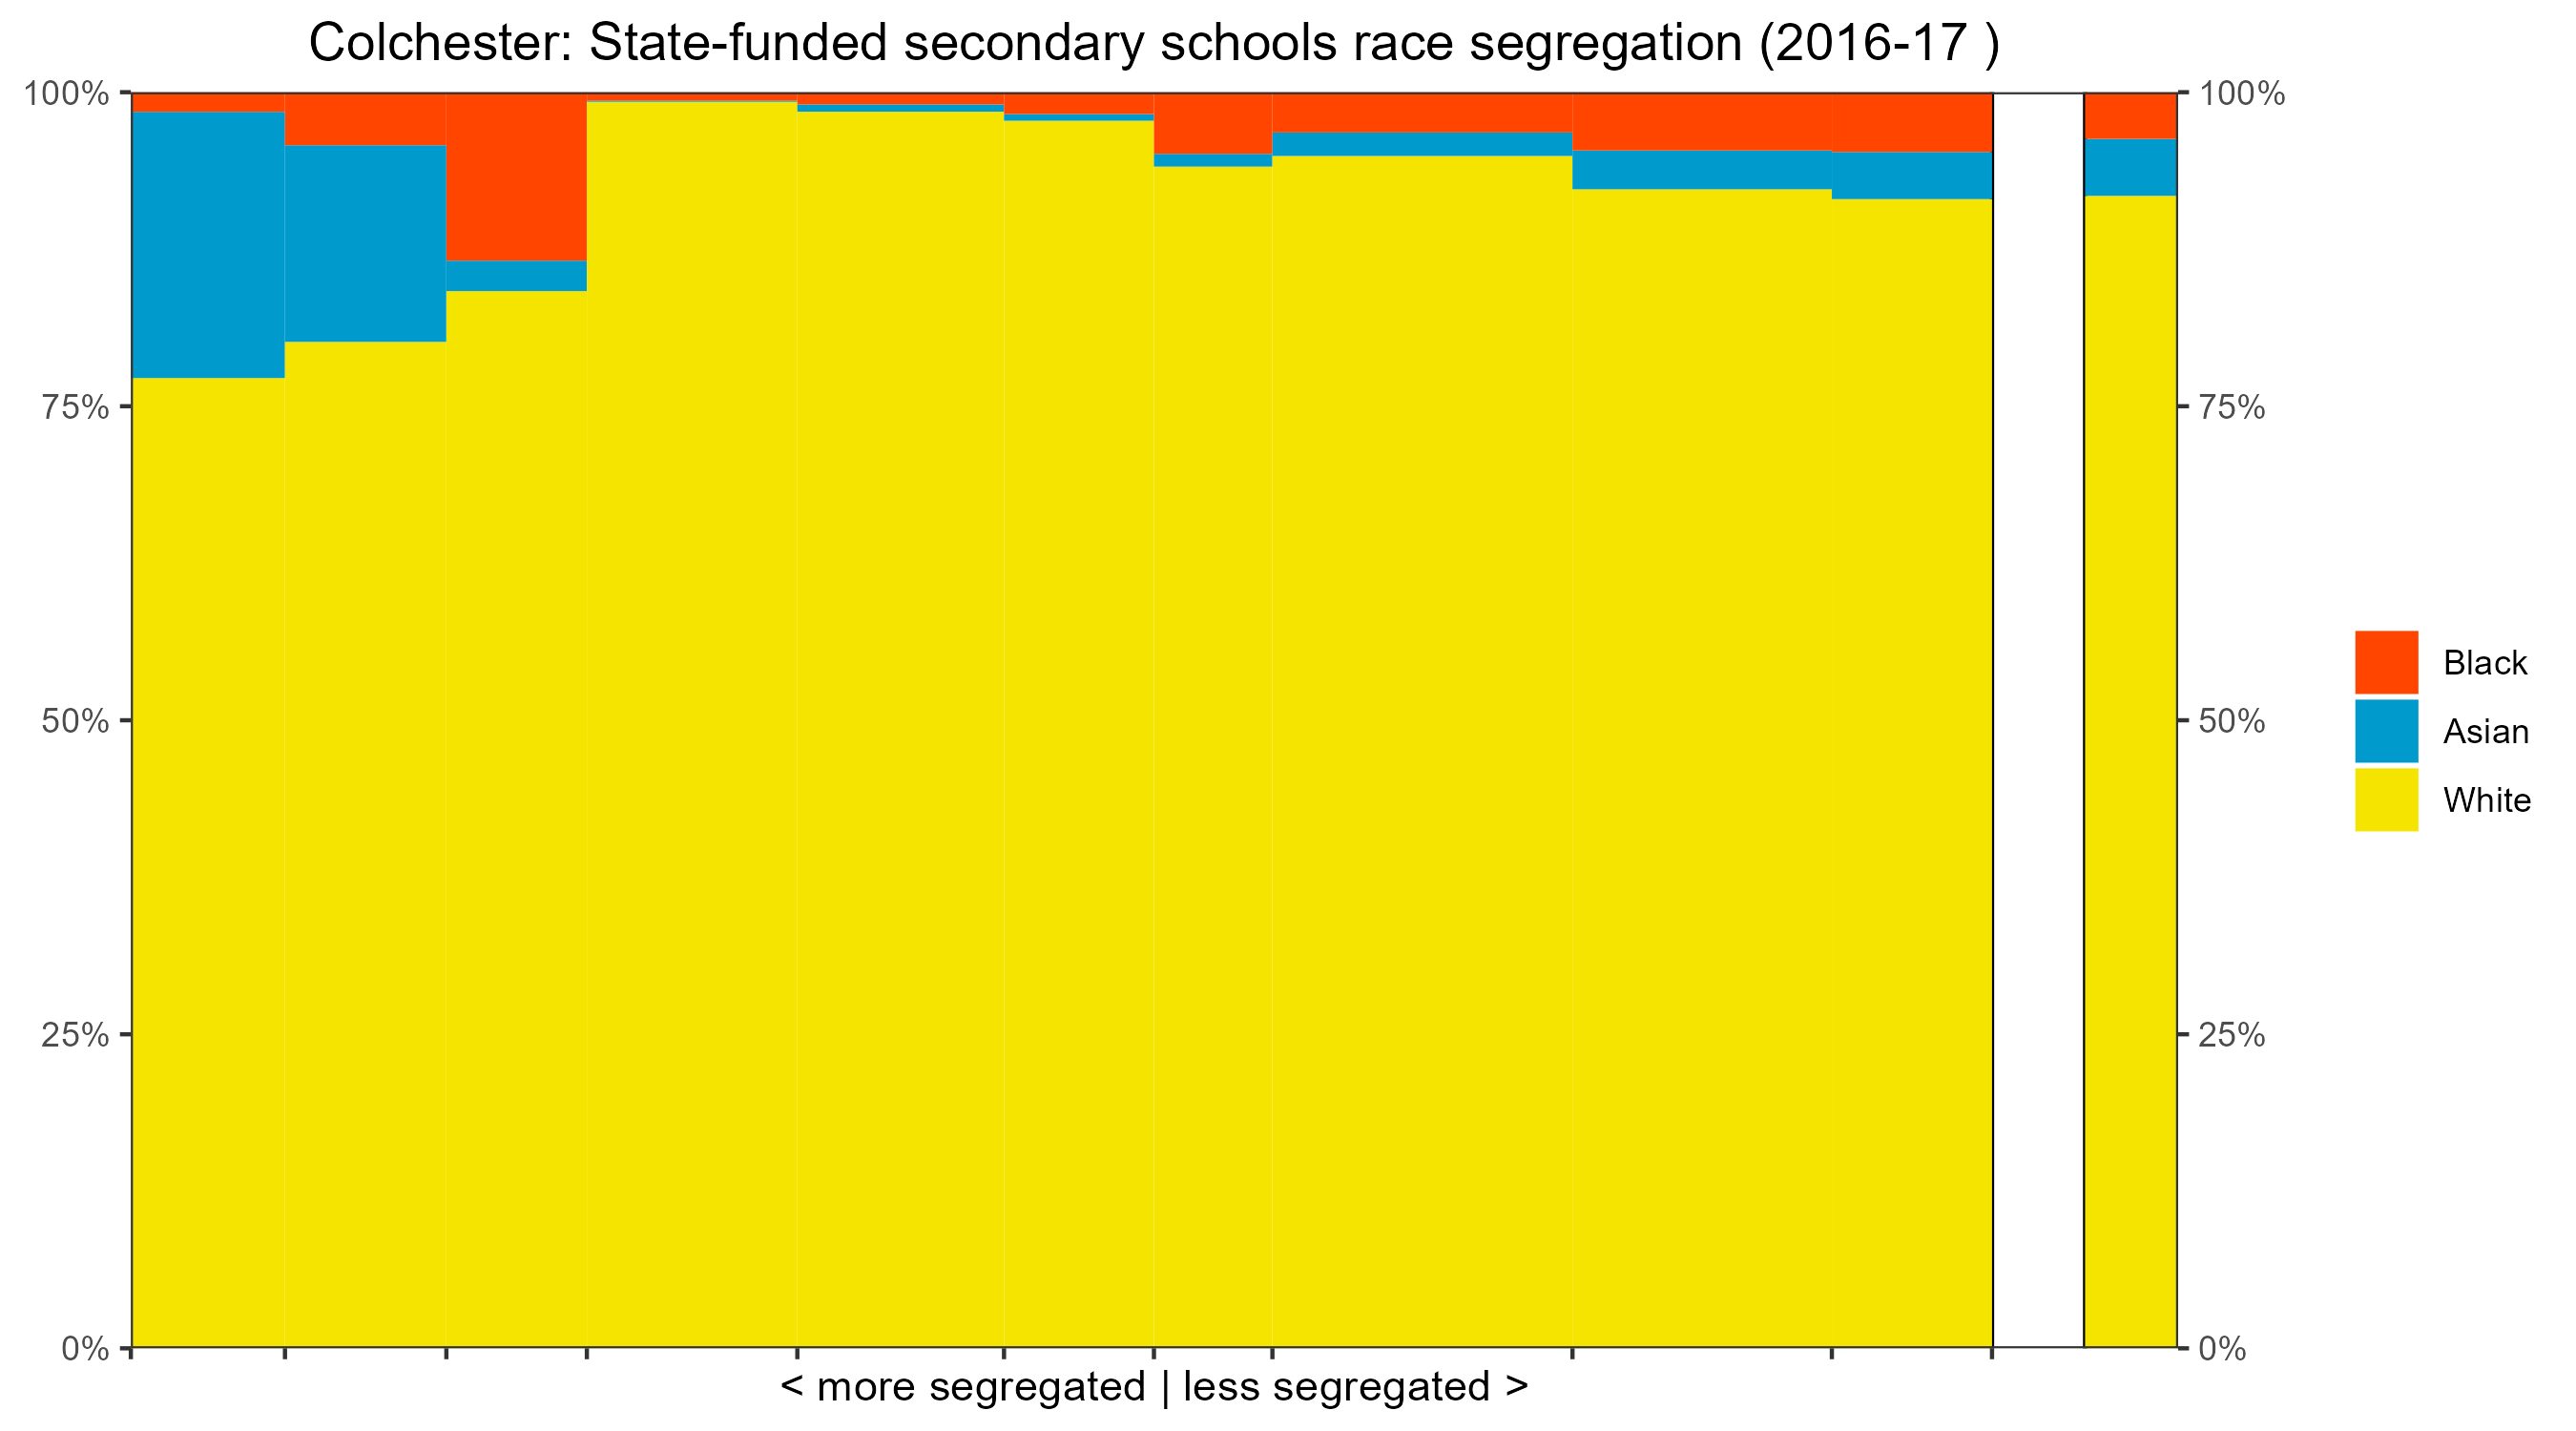 Colchester: State-funded secondary schools race segregation (2016-17 )
100%
75%
50%
25%
0%
100%
75%
50%
25%
0%
< more segregated | less segregated >
Black
Asian
White